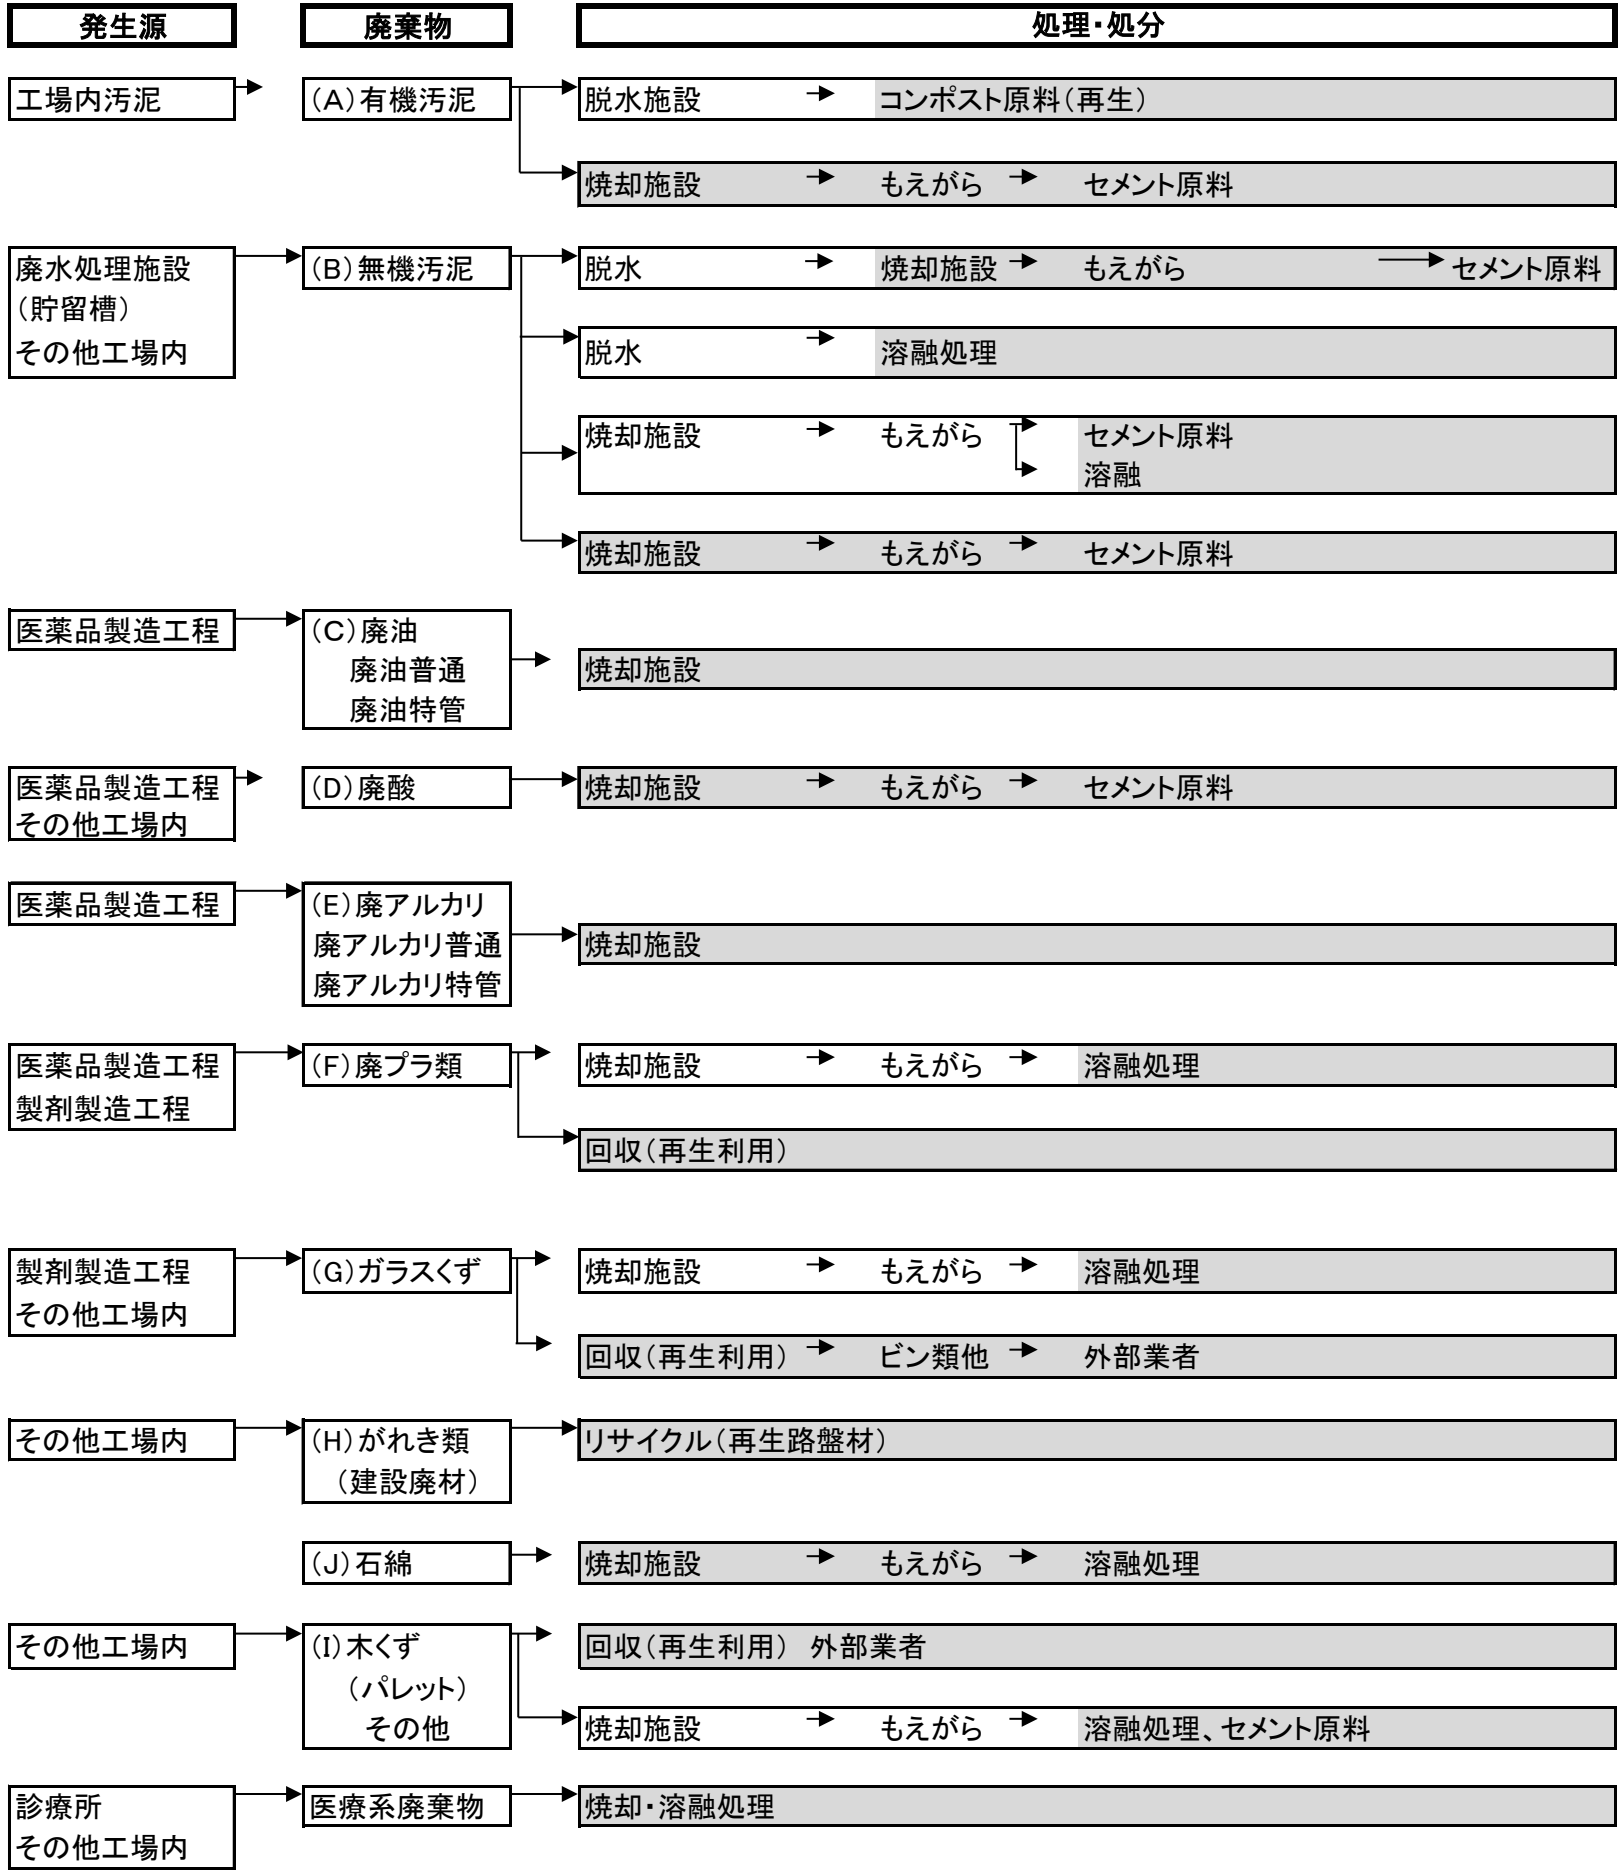 発生源 廃棄物 処理・処分
工場内汚泥 (A)有機汚泥 脱水施設 コンポスト原料(再生)
焼却施設 もえがら セメント原料
廃水処理施設 (B)無機汚泥 脱水 焼却施設 もえがら セメント原料
(貯留槽)
その他工場内 脱水 溶融処理
焼却施設 もえがら セメント原料
溶融
焼却施設 もえがら セメント原料
医薬品製造工程 (C)廃油
廃油普通 焼却施設
廃油特管
医薬品製造工程 (D)廃酸 焼却施設 もえがら セメント原料
その他工場内
医薬品製造工程 (E)廃アルカリ
廃アルカリ普通 焼却施設
廃アルカリ特管
医薬品製造工程 (F)廃プラ類 焼却施設 もえがら 溶融処理
製剤製造工程
回収(再生利用)
製剤製造工程 (G)ガラスくず 焼却施設 もえがら 溶融処理
その他工場内
回収(再生利用) ビン類他 外部業者
その他工場内 (H)がれき類 リサイクル(再生路盤材)
(建設廃材)
(J)石綿 焼却施設 もえがら 溶融処理
その他工場内 (I)木くず 回収(再生利用) 外部業者
(パレット)
その他 焼却施設 もえがら 溶融処理、セメント原料
診療所 医療系廃棄物 焼却・溶融処理
その他工場内